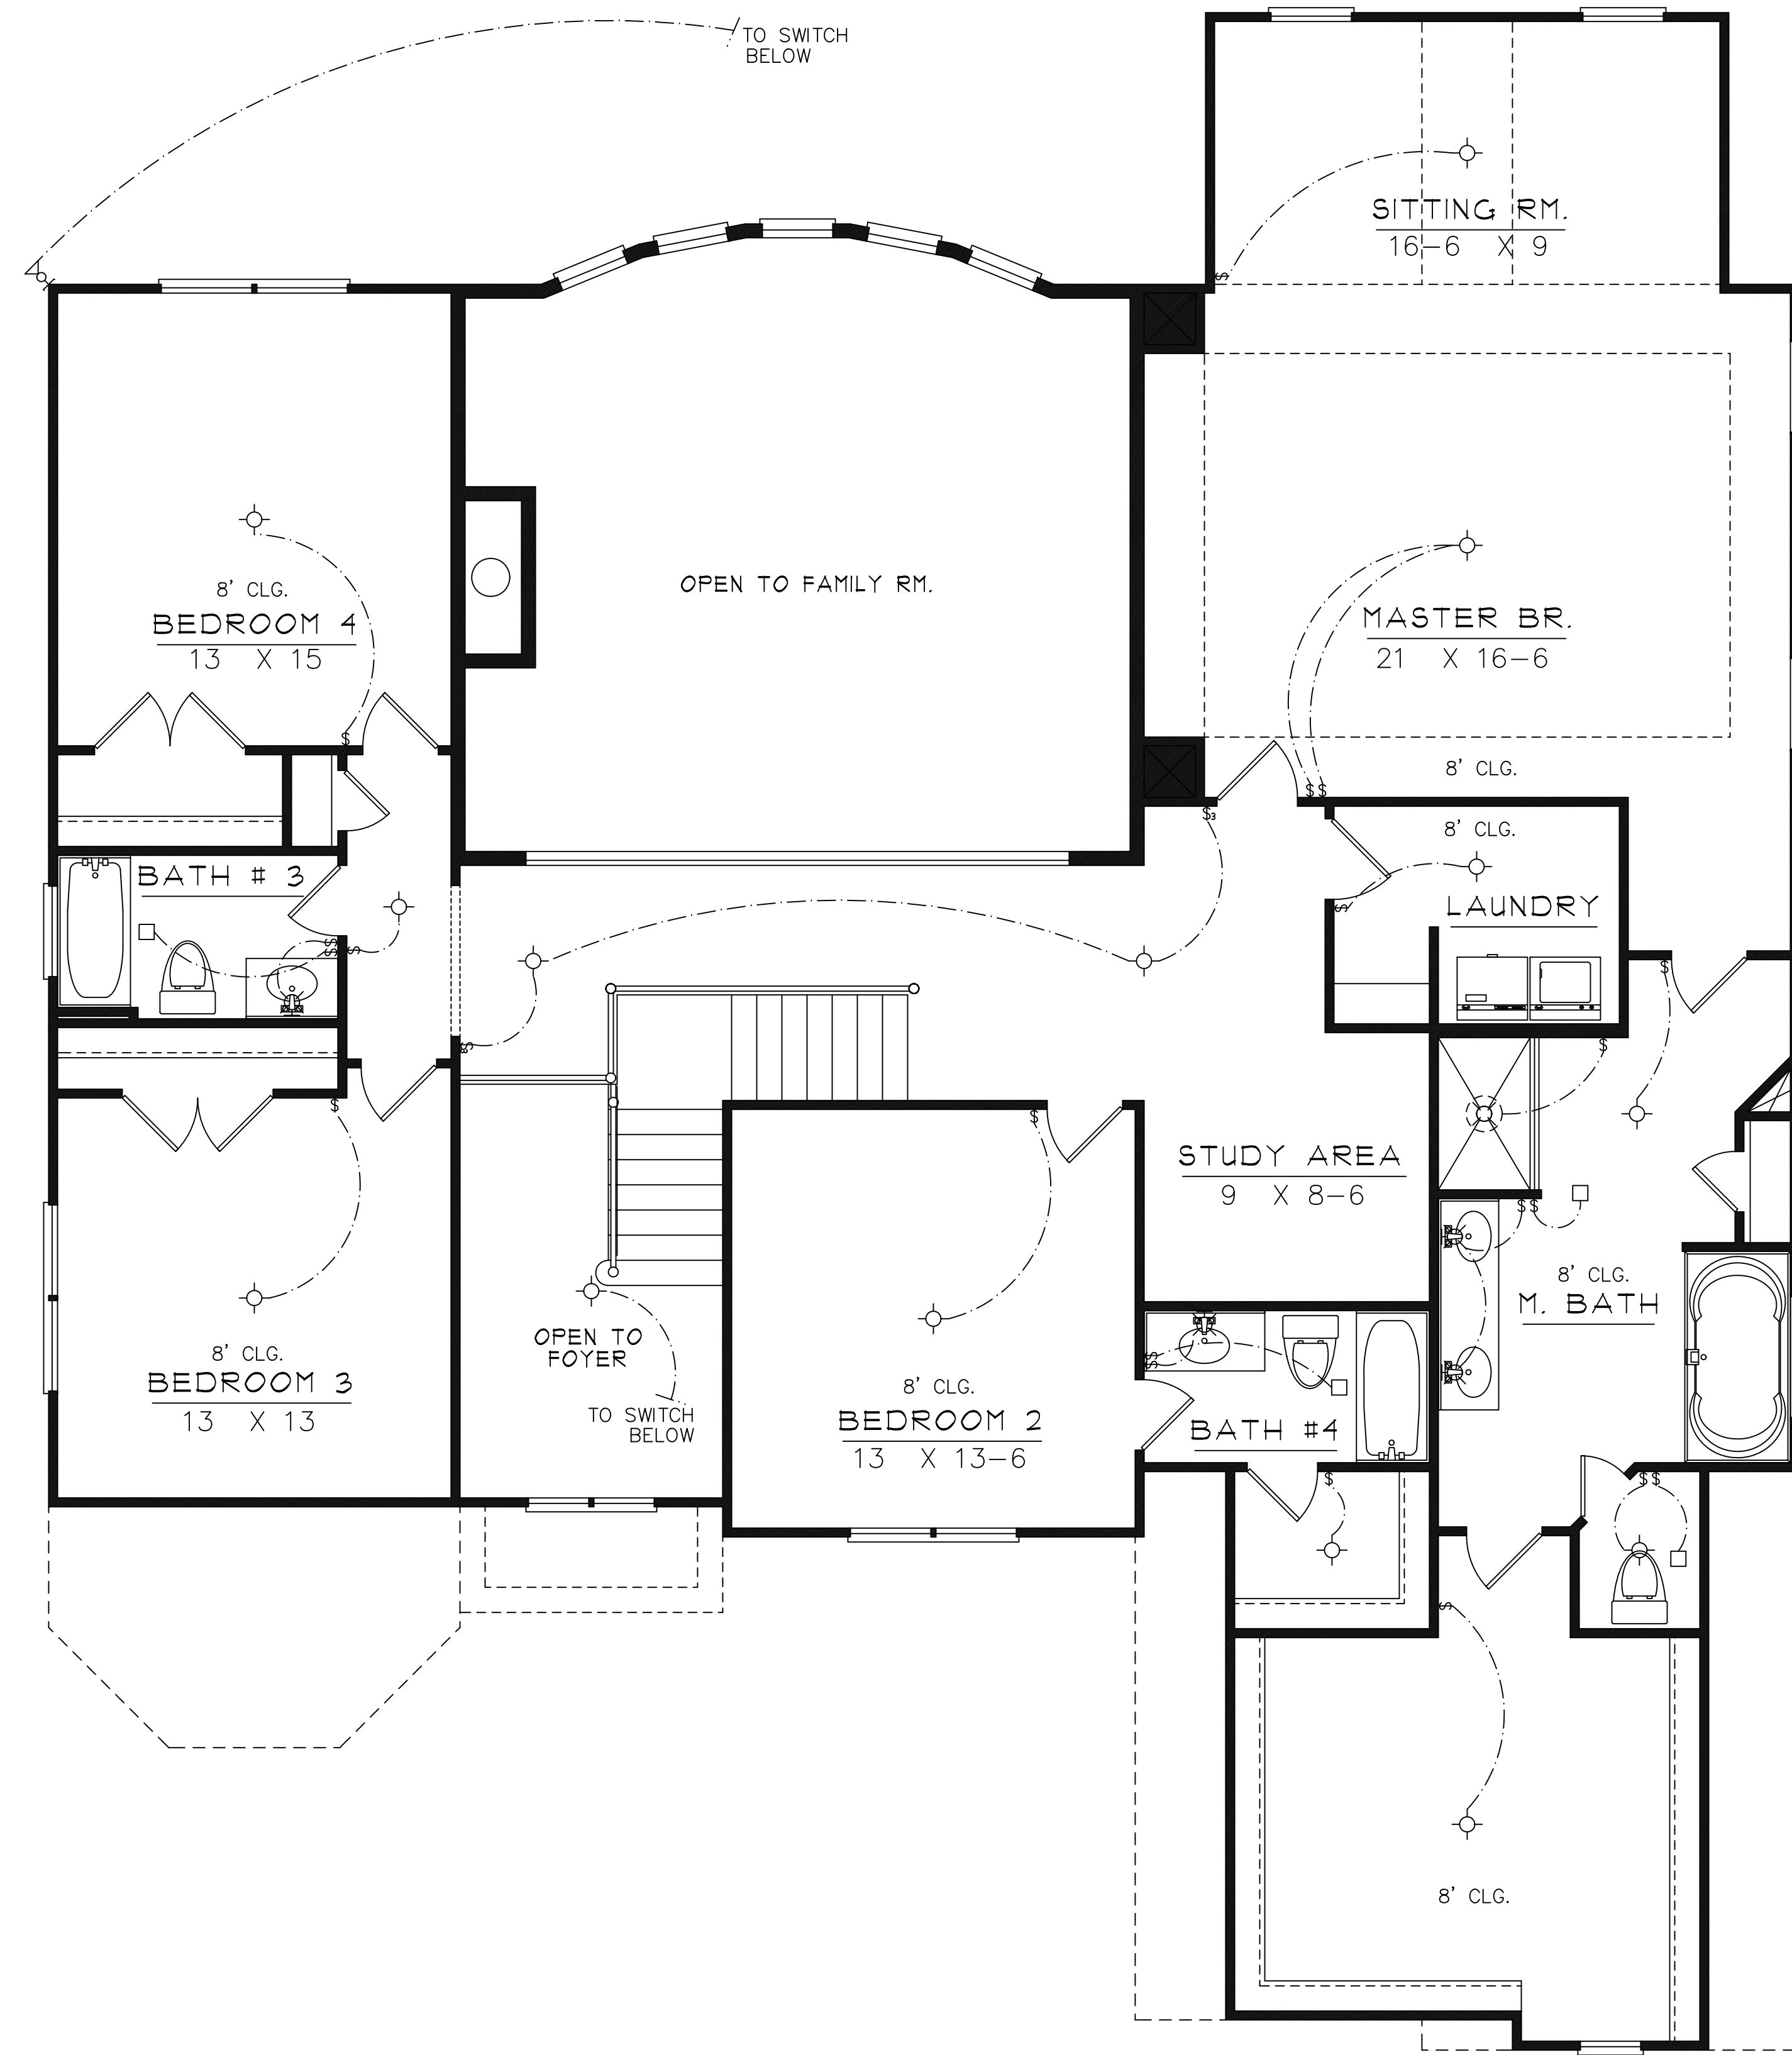 TO SWITCH
BELOW
SITTING RM.
16-6 X 9
OPEN TO FAMILY RM.
8' CLG.
BEDROOM 4
13 X 15
MASTER BR.
21 X 16-6
8' CLG.
8' CLG.
LAUNDRY
BATH # 3
STUDY AREA
9 X 8-6
8' CLG.
M. BATH
OPEN TO
FOYER
TO SWITCH
BELOW
8' CLG.
BEDROOM 3
13 X 13
8' CLG.
BEDROOM 2
13 X 13-6
BATH #4
8' CLG.